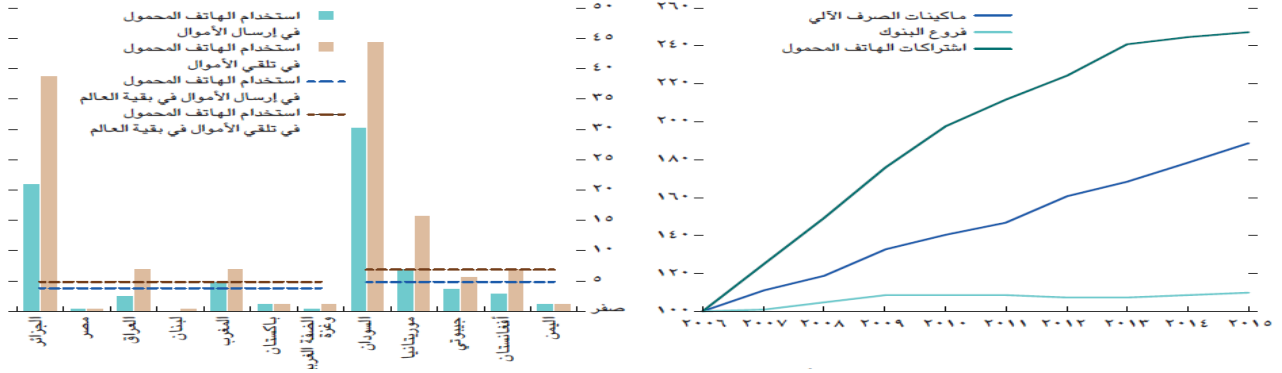 استخدام الهاتف المحمول
في إرسال الأموال
استخدام الهاتف المحمول
في تلقي الأموال
استخدام الهاتف المحمول
في إرسال الأموال في بقية العالم
استخدام الهاتف المحمول
في تلقي الأموال في بقية العالم
٥٠
٤٥
٤٠
٣٥
٣٠
٢٥
٢٠
١٥
١٠
٥
صفر
الجزائر
مصر
العراق
لبنان
المغرب
باكستان
الضفة الغربية
وغزة
السودان
موريتانيا
جيبوتي
أفغانستان
اليمن
ماكينات الصرف الآلي
فروع البنوك
اشتراكات الهاتف المحمول
٢٦٠
٢٤٠
٢٢٠
٢٠٠
١٨٠
١٦٠
١٤٠
١٢٠
١٠٠
٢٠٠٦ ٢٠٠٧ ٢٠٠٨ ٢٠٠٩ ٢٠١٠ ٢٠١١ ٢٠١٢ ٢٠١٣ ٢٠١٤ ٢٠١٥